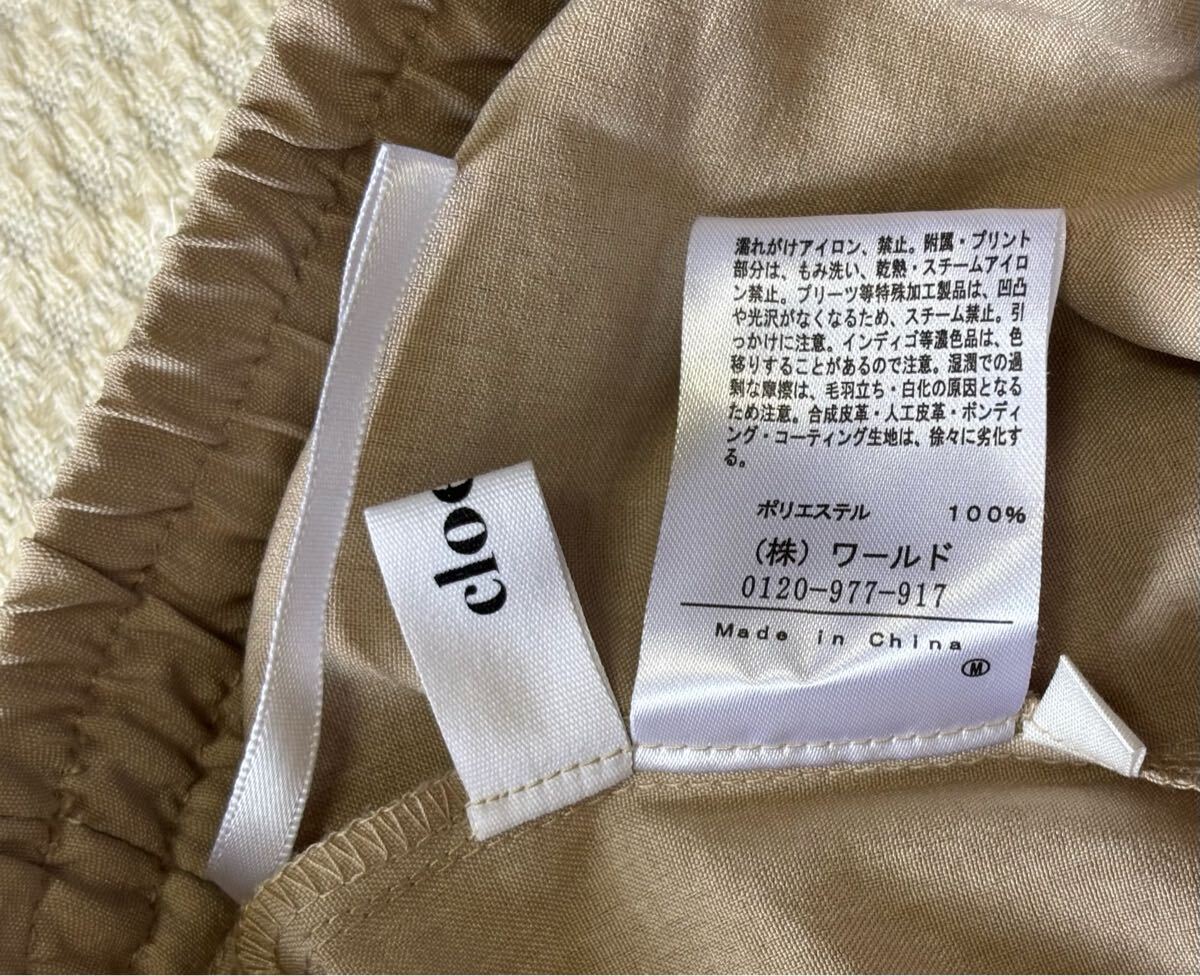 濡れがけアイロン、禁止。附属・プリント
部分は、もみ洗い、乾熱・スチームアイロ
ン禁止。プリーツ等特殊加工製品は、凹凸
や光沢がなくなるため、スチーム禁止。引
っかけに注意。インディゴ等濃色品は、色
移りすることがあるので注意。湿潤での過
剰な摩擦は、毛羽立ち・白化の原因となる
ため注意。合成皮革・人工皮革・ボンディ
ング・コーティング生地は、徐々に劣化す
る。
ポリエステル 100%
(株) ワールド
0120-977-917
Made in China
Ⓜ
cloe